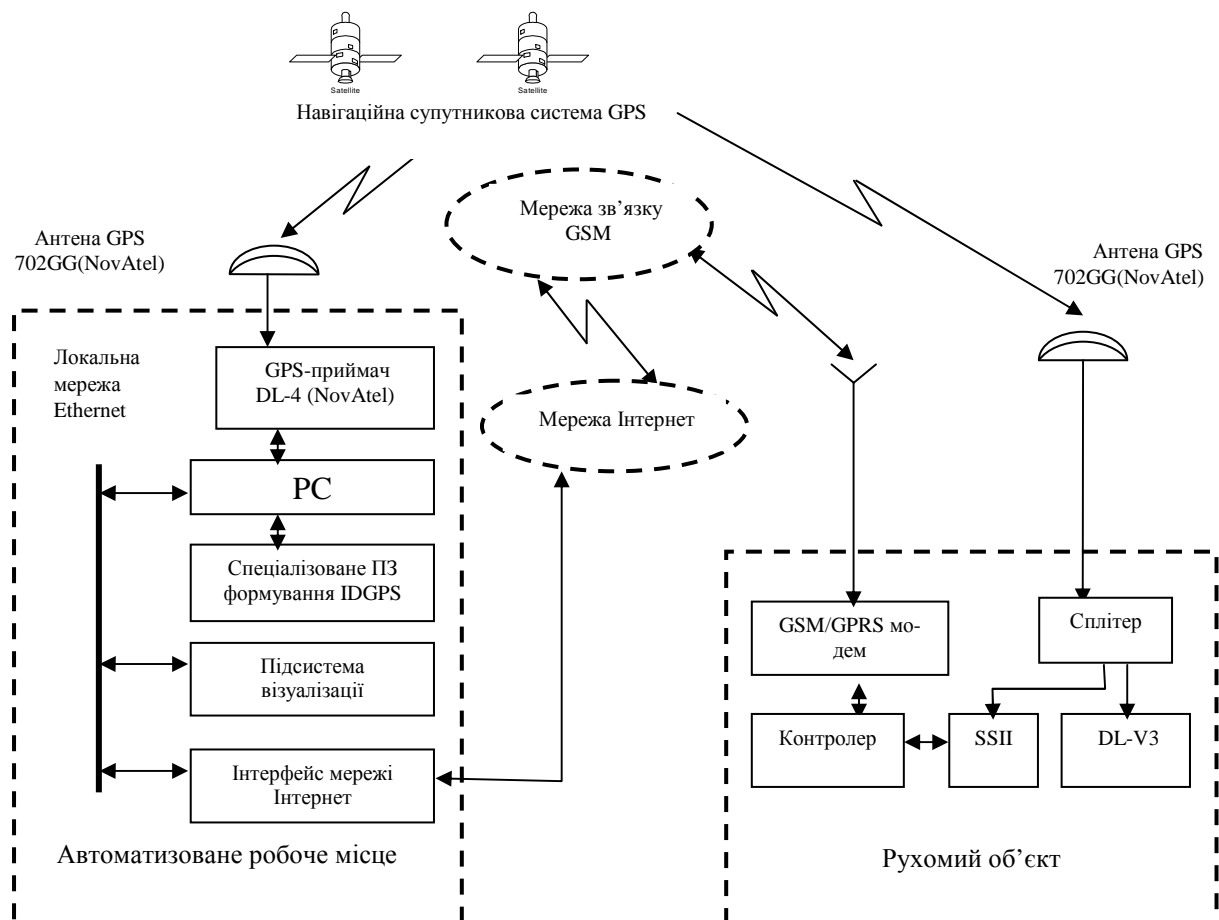 Satellite
Satellite
Навігаційна супутникова система GPS
Мережа зв’язку
GSM
Антена GPS
702GG(NovAtel)
Антена GPS
702GG(NovAtel)
Локальна
мережа
Ethernet
GPS-приймач
DL-4 (NovAtel)
Мережа Інтернет
PC
Спеціалізоване ПЗ
формування IDGPS
Підсистема
візуалізації
Інтерфейс мережі
Інтернет
Автоматизоване робоче місце
GSM/GPRS мо-
дем
Сплітер
Контролер
SSII
DL-V3
Рухомий об’єкт